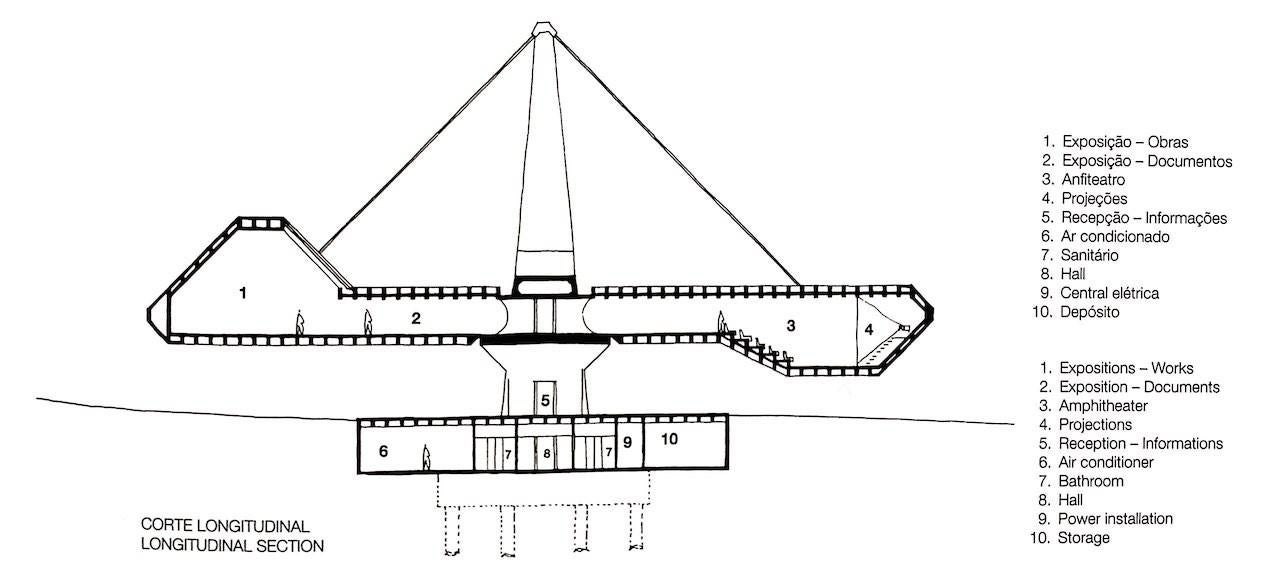 1
2
3
4
5
6
7
8
7
9
10
CORTE LONGITUDINAL
LONGITUDINAL SECTION
1. Exposição – Obras
2. Exposição – Documentos
3. Anfiteatro
4. Projeções
5. Recepção – Informações
6. Ar condicionado
7. Sanitário
8. Hall
9. Central elétrica
10. Depósito
1. Expositions – Works
2. Exposition – Documents
3. Amphitheater
4. Projections
5. Reception – Informations
6. Air conditioner
7. Bathroom
8. Hall
9. Power installation
10. Storage